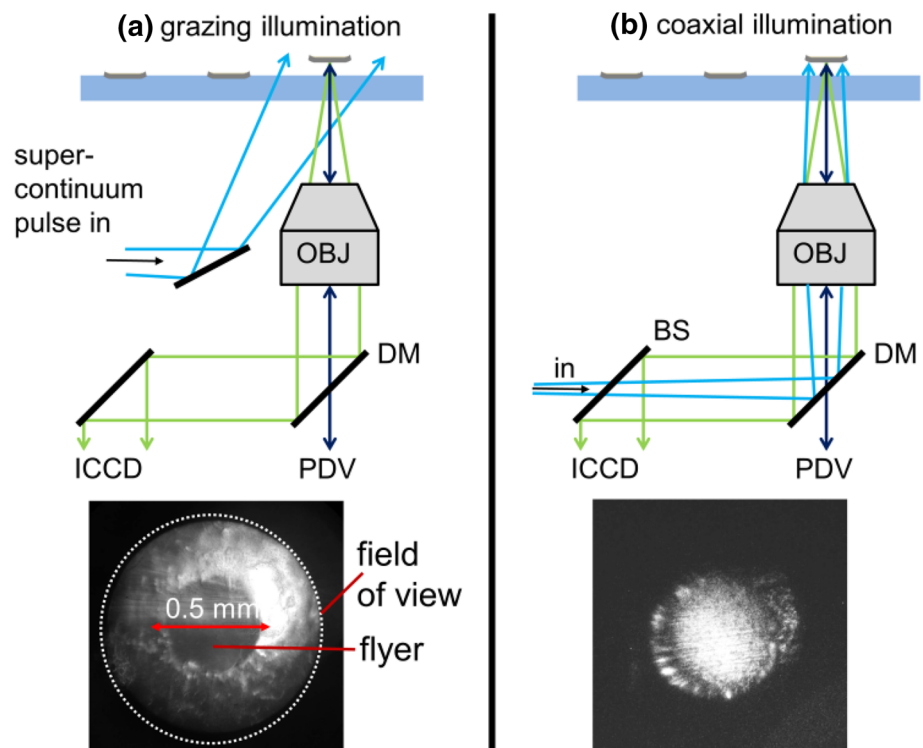 (a) grazing illumination
super-
continuum
pulse in
OBJ
DM
ICCD
PDV
0.5 mm
field
of view
flyer
(b) coaxial illumination
OBJ
BS
DM
in
ICCD
PDV